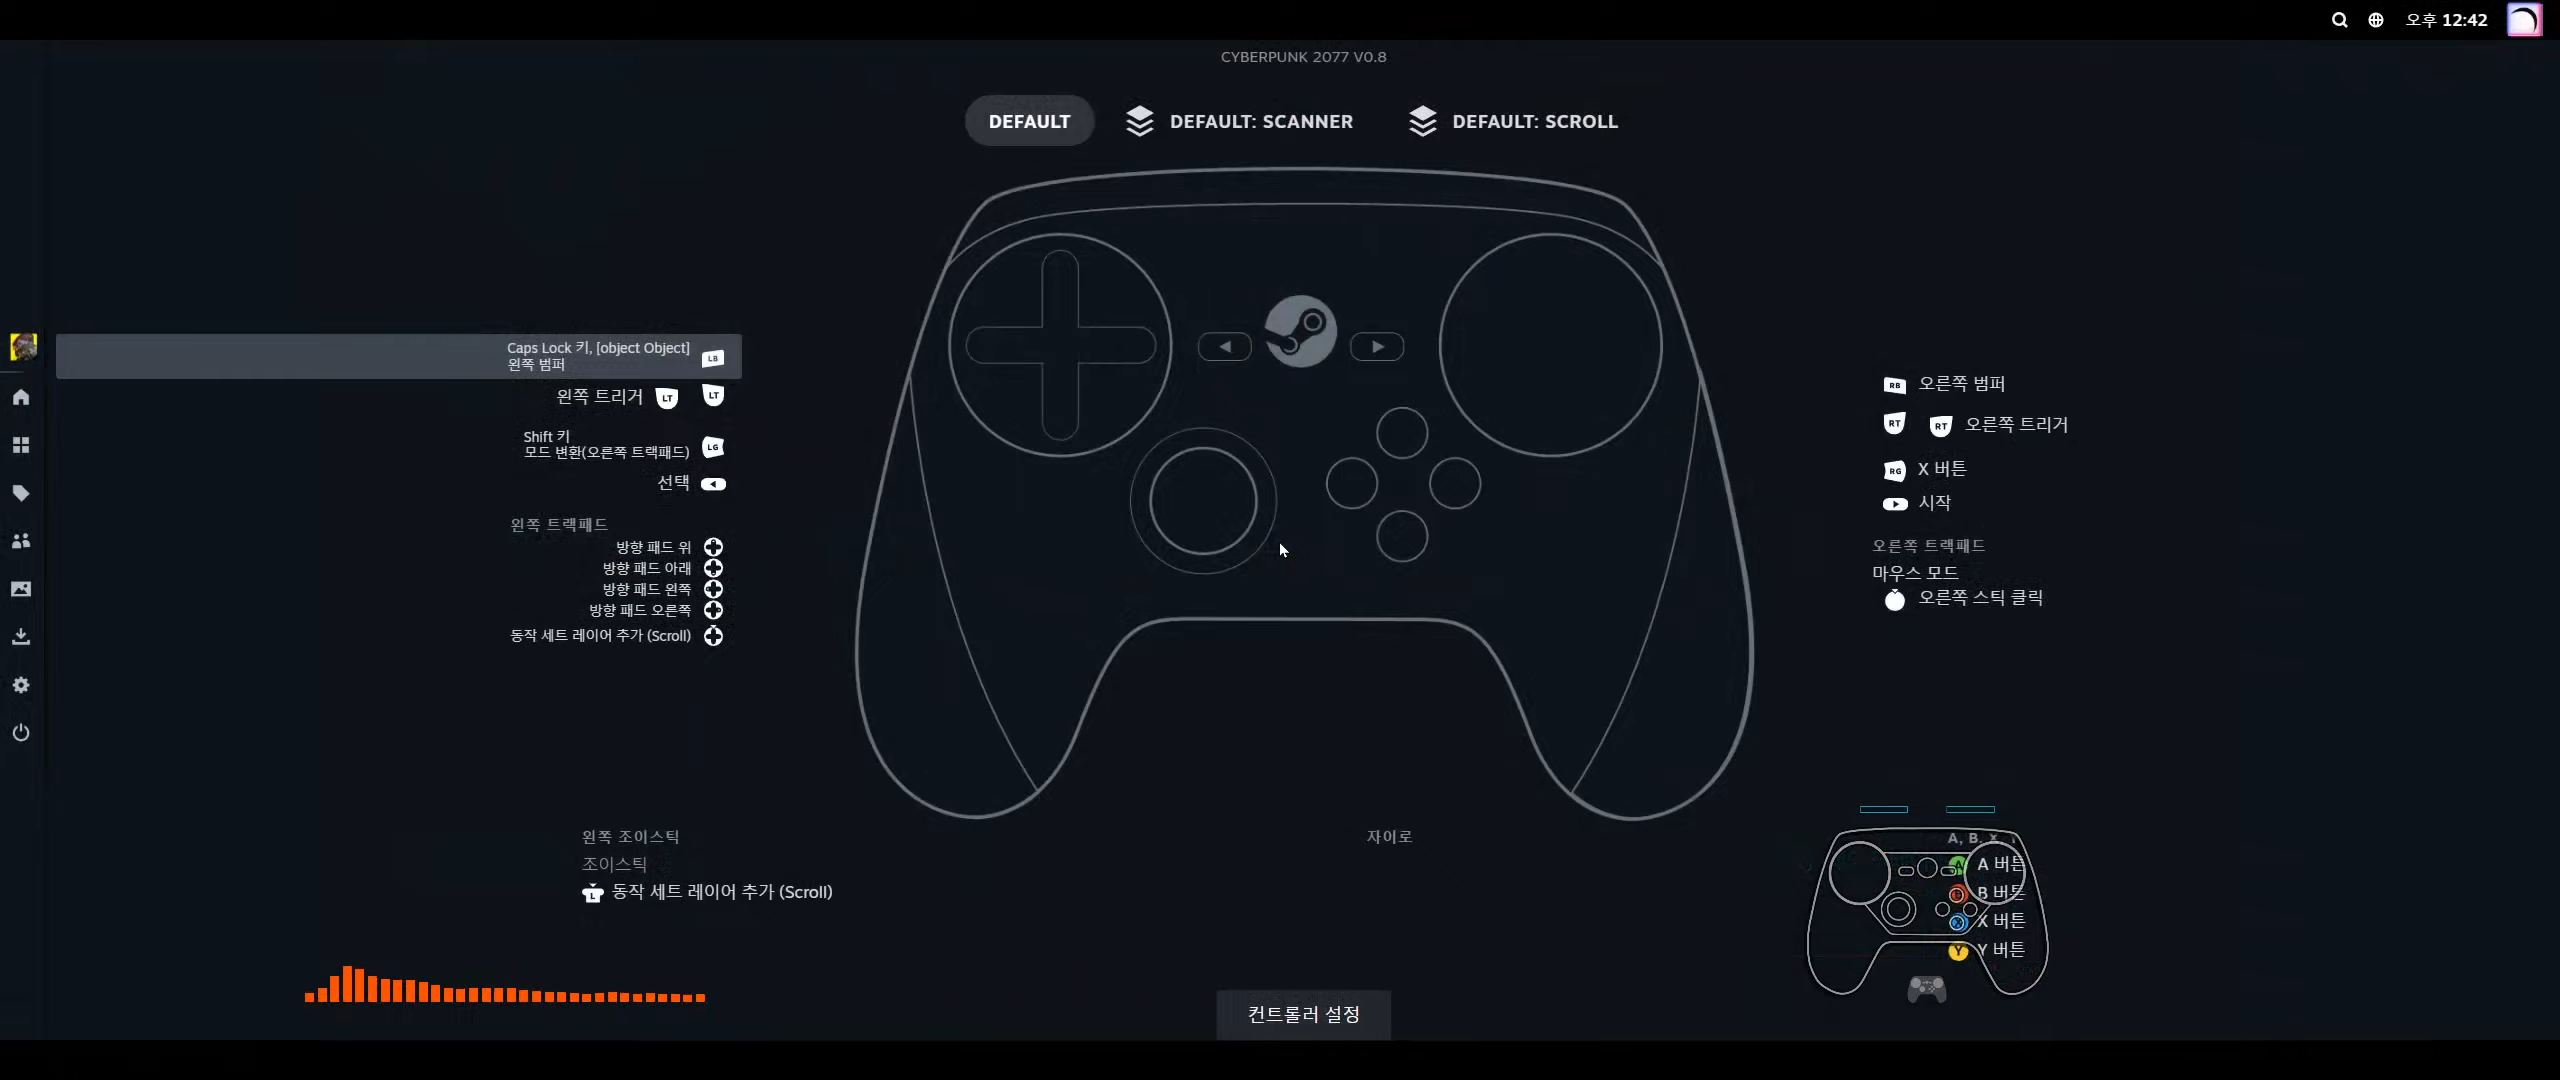 오후 12:42
CYBERPUNK 2077 V0.8
DEFAULT
DEFAULT: SCANNER
DEFAULT: SCROLL
Caps Lock 키, [object Object]
왼쪽 범퍼
LB
왼쪽 트리거 LT LT
Shift 키
모드 변환(오른쪽 트랙패드)
LG
선택
왼쪽 트랙패드
방향 패드 위
방향 패드 아래
방향 패드 왼쪽
방향 패드 오른쪽
동작 세트 레이어 추가 (Scroll)
RB 오른쪽 범퍼
RT RT 오른쪽 트리거
RG X 버튼
시작
오른쪽 트랙패드
마우스 모드
오른쪽 스틱 클릭
왼쪽 조이스틱
조이스틱
L 동작 세트 레이어 추가 (Scroll)
자이로
A, B, X,
A A 버튼
B B 버튼
X X 버튼
Y Y 버튼
컨트롤러 설정